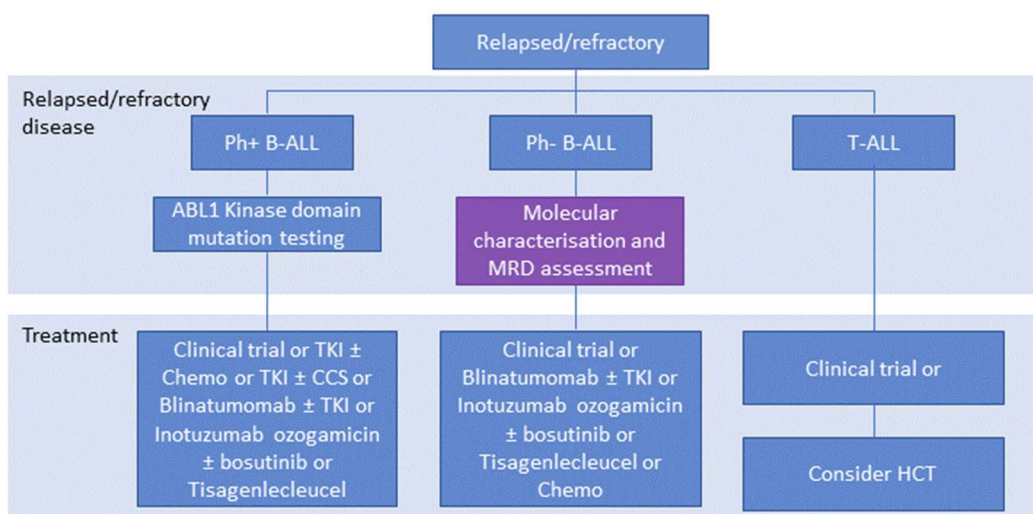 Relapsed/refractory
Relapsed/refractory
disease
Ph+ B-ALL
Ph- B-ALL
T-ALL
ABL1 Kinase domain
mutation testing
Molecular
characterisation and
MRD assessment
Treatment
Clinical trial or TKI ±
Chemo or TKI ± CCS or
Blinatumomab ± TKI or
Inotuzumab ozogamicin
± bosutinib or
Tisagenlecleucel
Clinical trial or
Blinatumomab ± TKI or
Inotuzumab ozogamicin
± bosutinib or
Tisagenlecleucel or
Chemo
Clinical trial or
Consider HCT